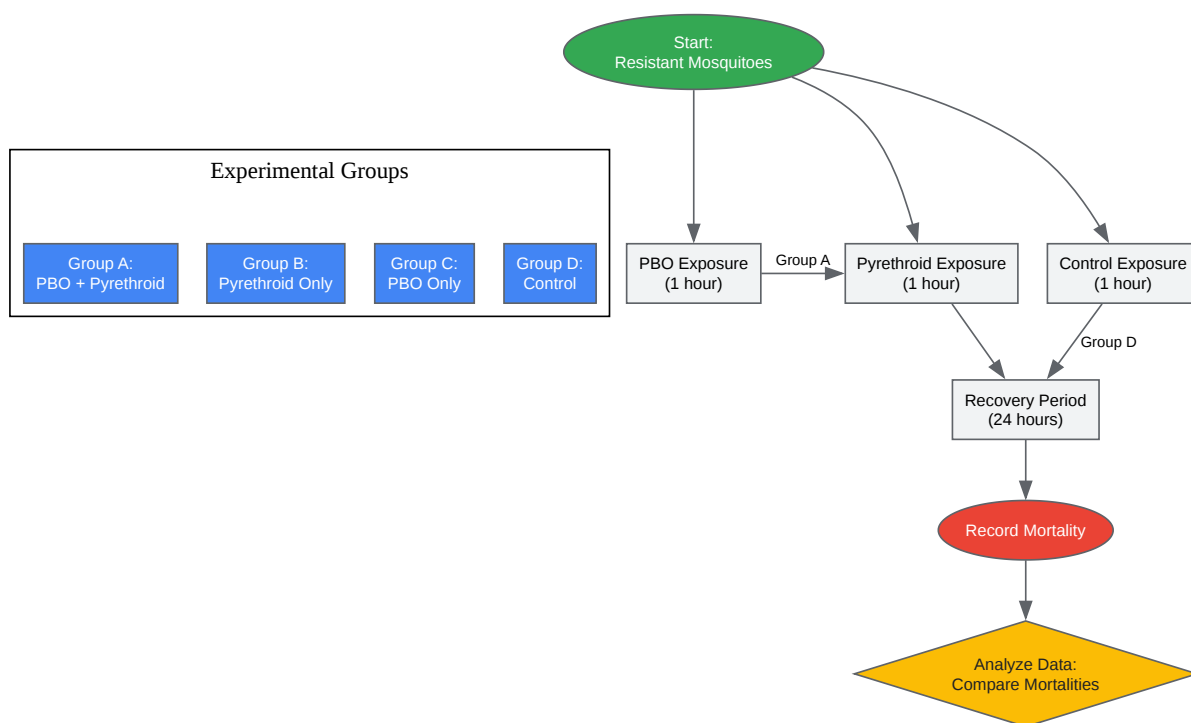 Start:
Resistant Mosquitoes
Experimental Groups
Group A:
PBO + Pyrethroid
Group B:
Pyrethroid Only
Group C:
PBO Only
Group D:
Control
PBO Exposure
(1 hour)
Group A
Pyrethroid Exposure
(1 hour)
Control Exposure
(1 hour)
Group D
Recovery Period
(24 hours)
Record Mortality
Analyze Data:
Compare Mortalities